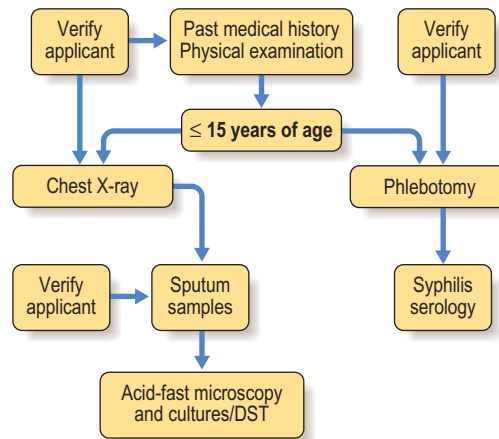 Verify
applicant
Past medical history
Physical examination
Verify
applicant
≤ 15 years of age
Chest X-ray
Phlebotomy
Verify
applicant
Sputum
samples
Syphilis
serology
Acid-fast microscopy
and cultures/DST